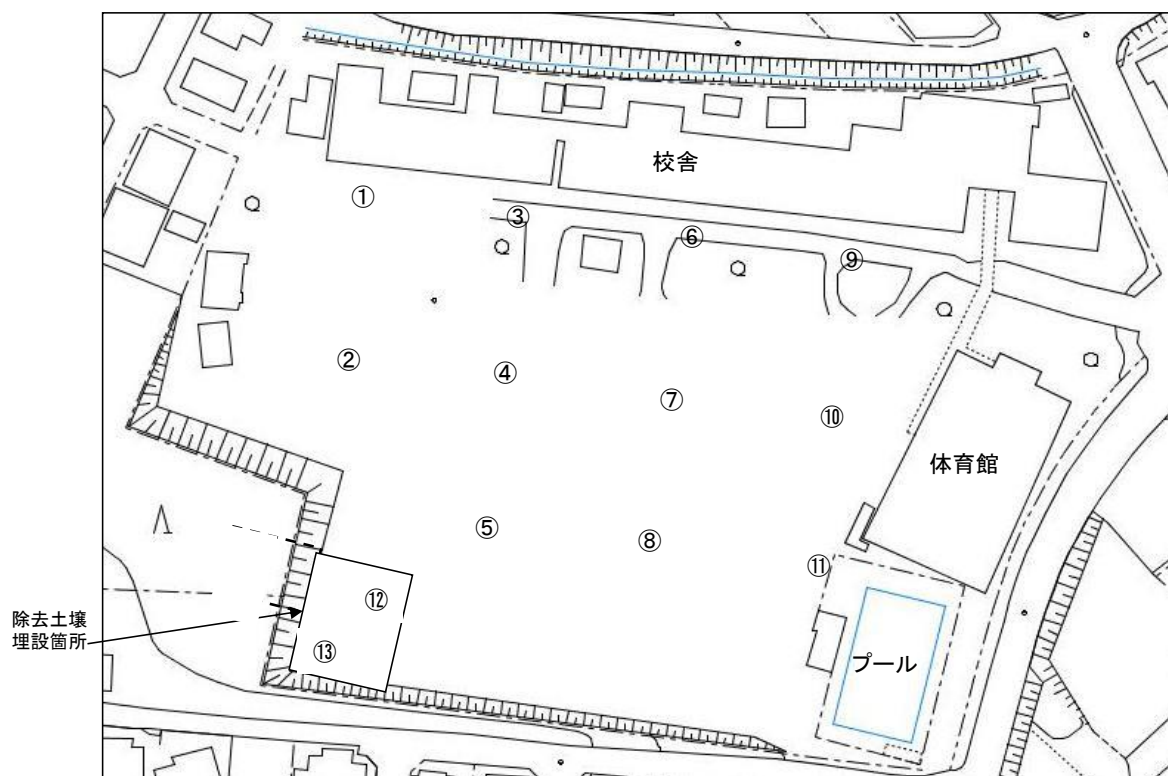 校舎
①
③
⑥
⑨
②
④
⑦
⑩
体育館
⑤
⑧
⑪
⑫
除去土壌
埋設箇所
⑬
プール